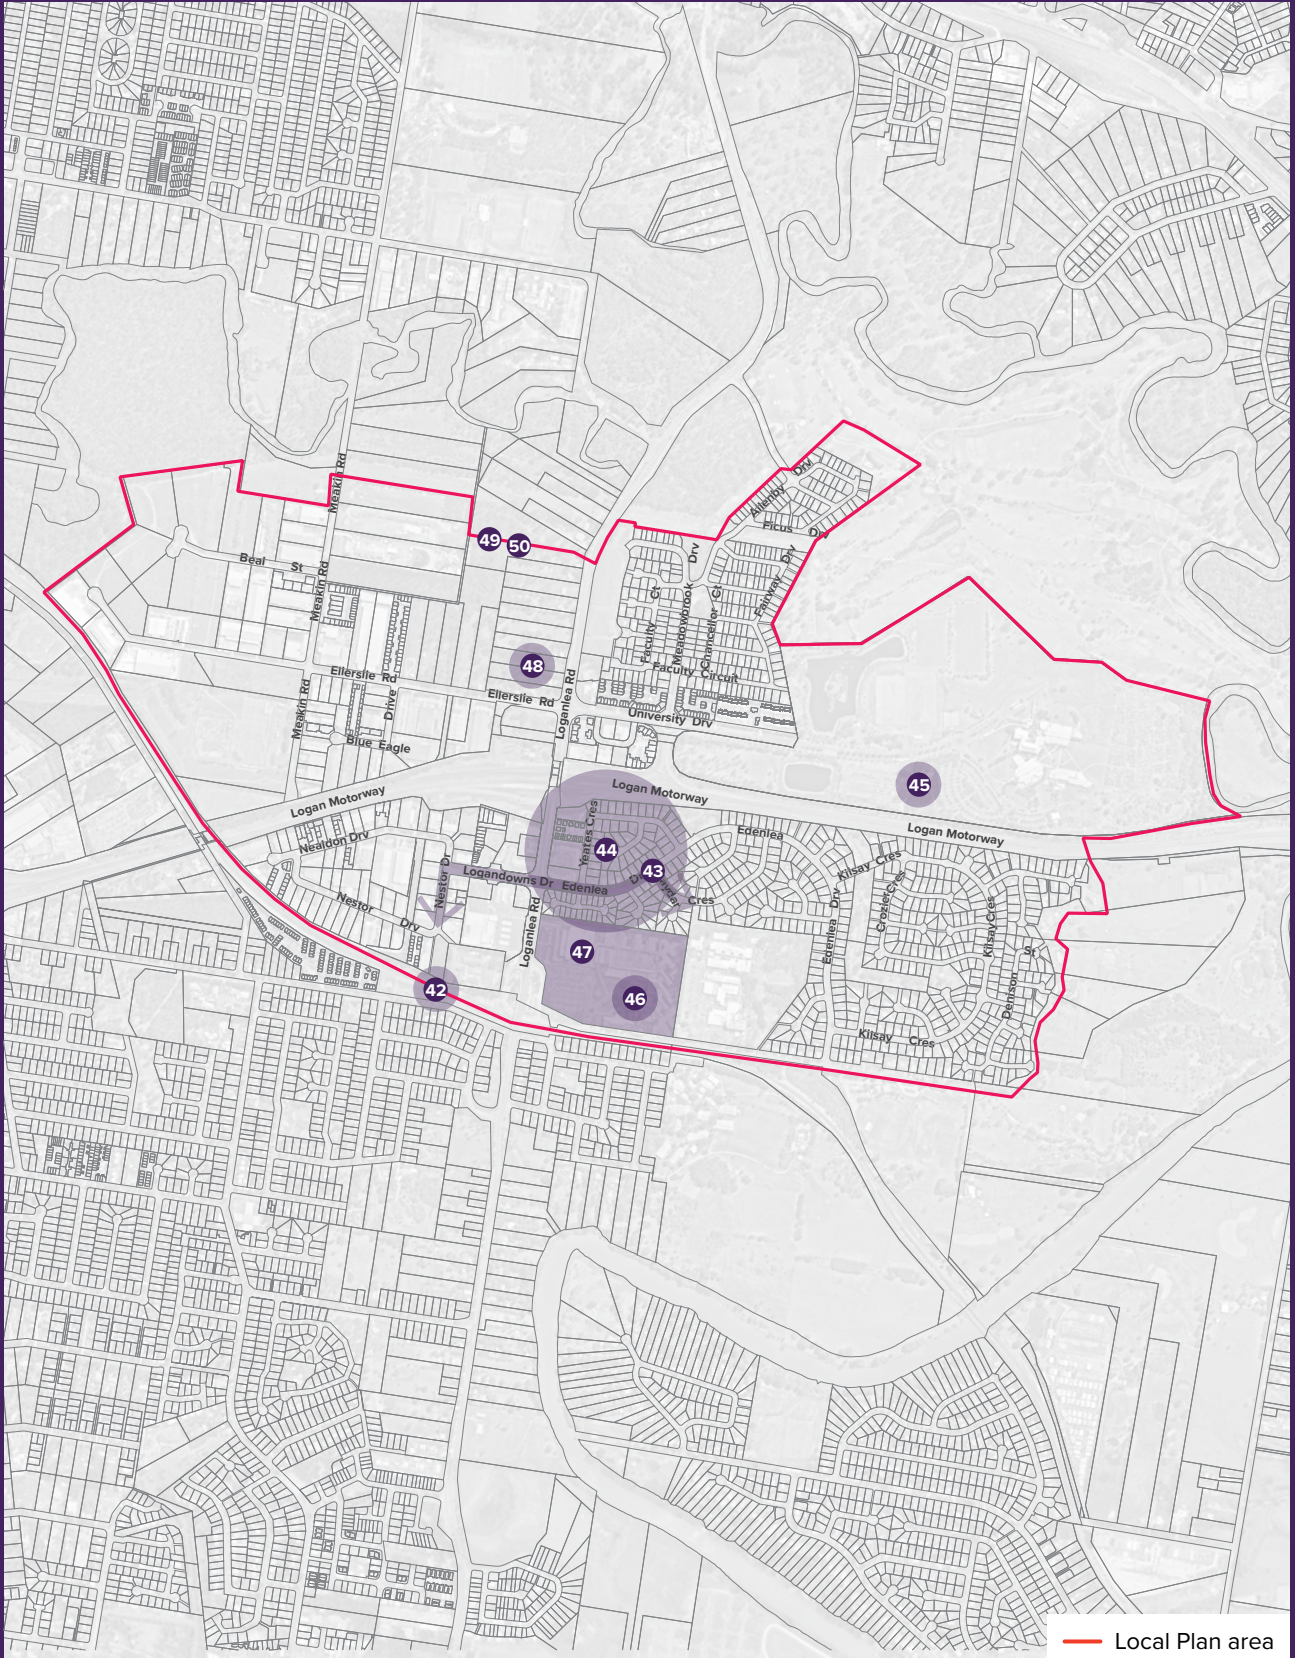 Allenby Drv
Ficus Drv
Meakin Rd
49
50
Beal St
Meakin Rd
Faculty Ct
Meadowbrook Drv
Chancellor Ct
Fairway Drv
48
Faculty Circuit
Ellerslie Rd
Ellerslie Rd
Meakin Rd
Drive
Blue Eagle
Loganlea Rd
University Drv
Logan Motorway
45
Logan Motorway
Logan Motorway
Nealdon Drv
Yeates Cres
44
Edenlea
Kilsay Cres
43
Nestor Dr
Logandowns Dr
Edenlea
Cres
Crozier Cres
Kilsay Cres
Nestor Drv
Loganlea Rd
Edenlea Drv
47
St
Denison
42
46
Kilsay Cres
Local Plan area